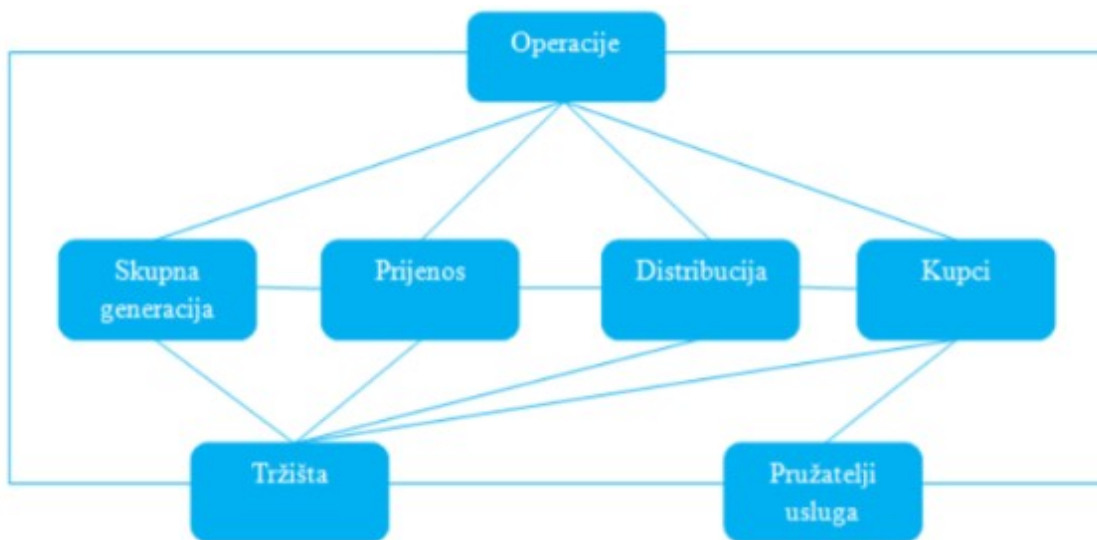 Operacije
Skupna
generacija
Prijenos
Distribucija
Kupci
Tržišta
Pružatelji
usluga